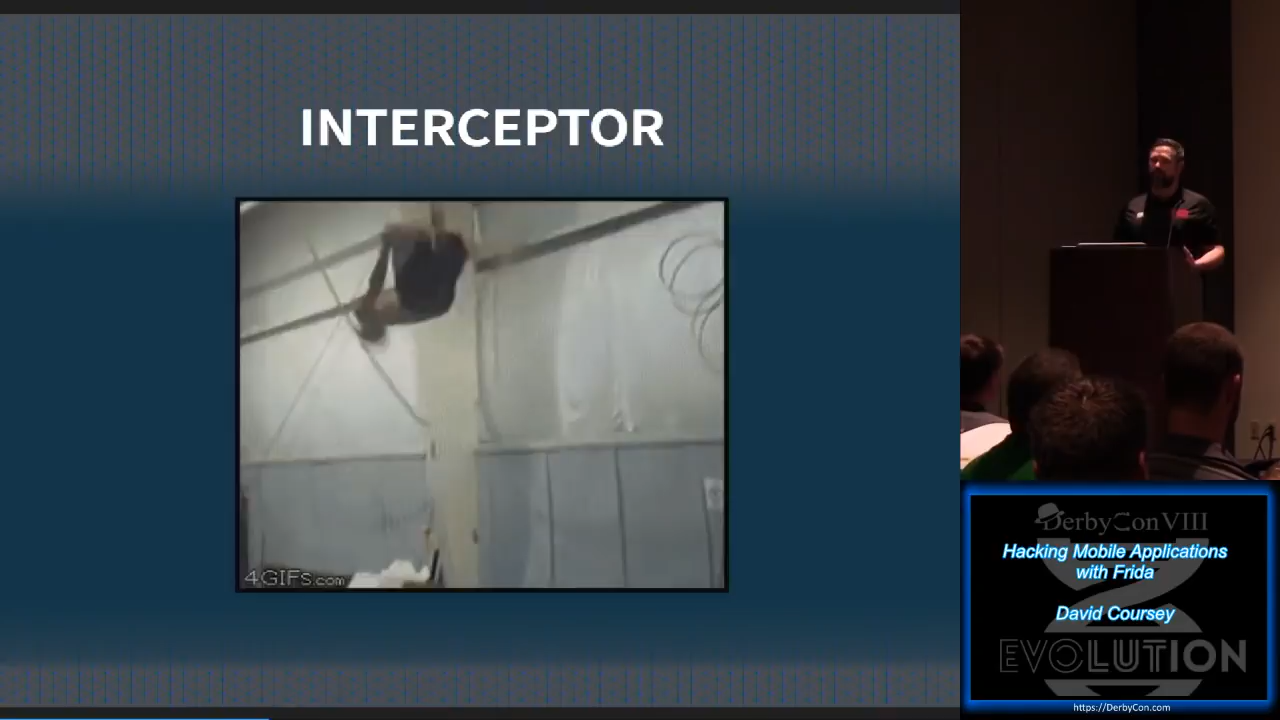 INTERCEPTOR
4GIFs.com
DerbyCon VIII
Hacking Mobile Applications
with Frida
David Coursey
EVOLUTION
https://DerbyCon.com